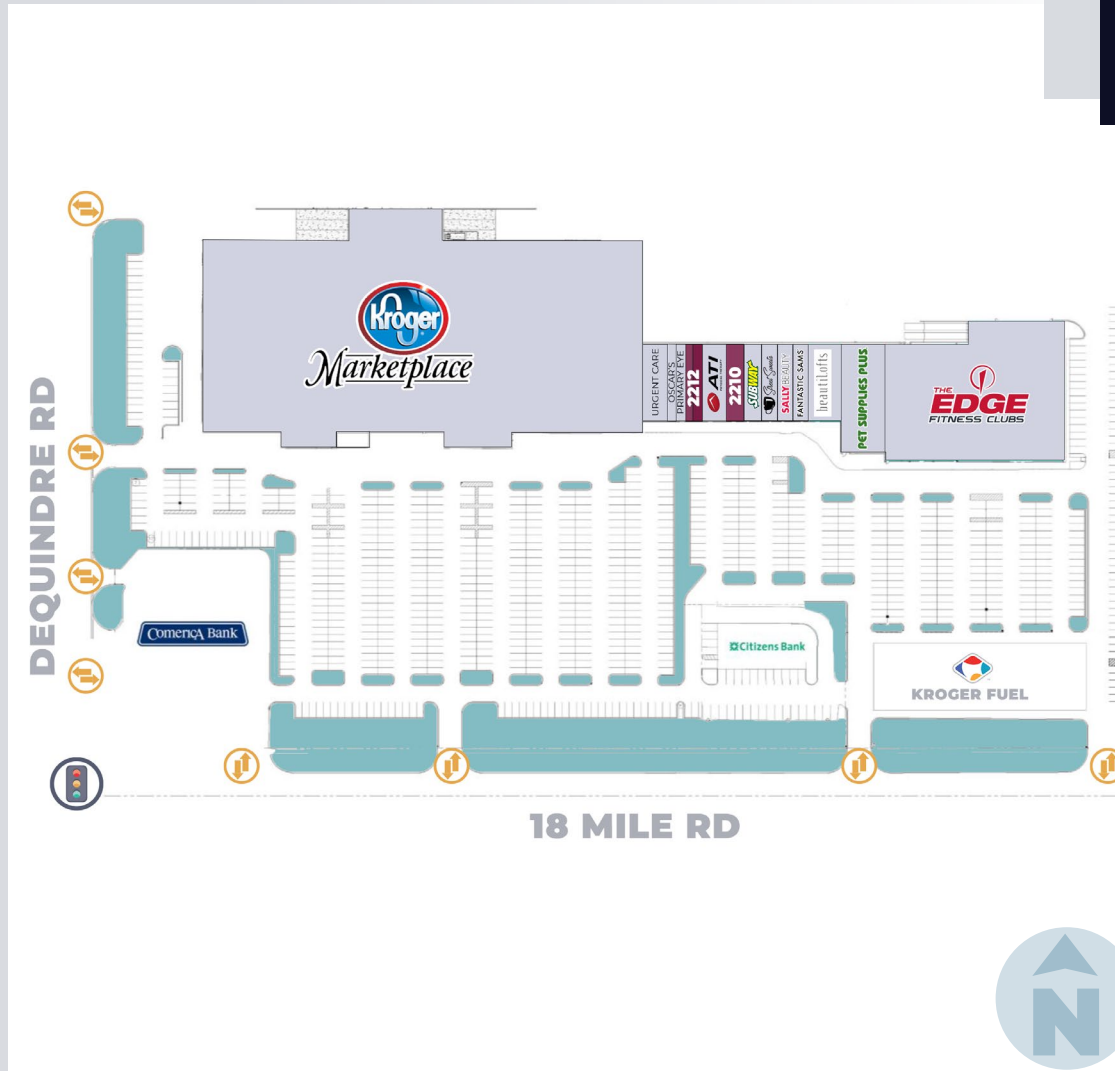 Kroger
Marketplace
URGENT CARE
OSCAR'S
PRIMARY EYE
2212
ATI
2210
SUBWAY
SALLY BEAUTY
FANTASTIC SAMS
beautiLofts
PET SUPPLIES PLUS
THE
EDGE
FITNESS CLUBS
DEQUINDRE RD
ComericA Bank
Citizens Bank
KROGER FUEL
18 MILE RD
N